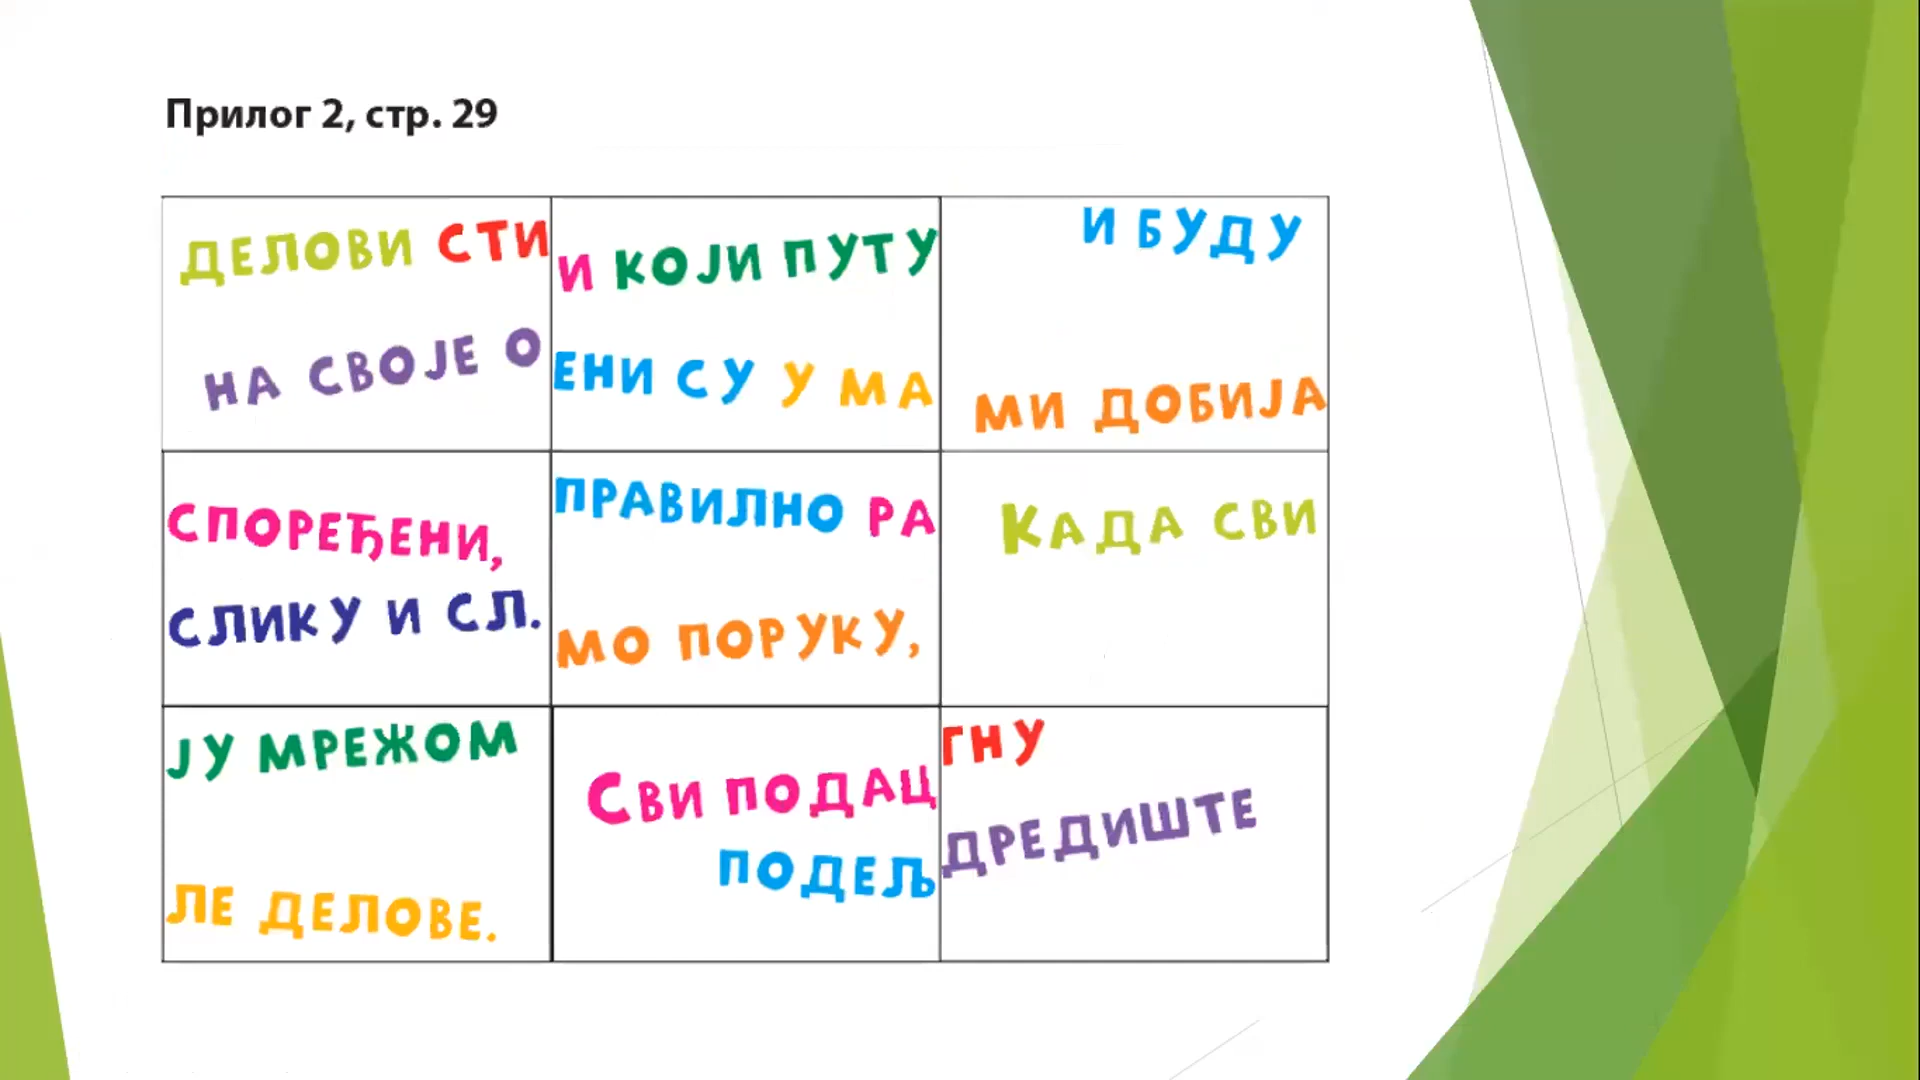 Прилог 2, стр. 29
ДЕЛОВИ СТИ
НА СВОЈЕ О
И КОЈИ ПУТУ
ЕНИ СУ У МА
И БУДУ
МИ ДОБИЈА
СПОРЕЂЕНИ,
СЛИКУ И СЛ.
ПРАВИЛНО РА
МО ПОРУКУ,
КАДА СВИ
ЈУ МРЕЖОМ
ЛЕ ДЕЛОВЕ.
СВИ ПОДАЦ
ПОДЕЉ
ГНУ
ДРЕДИШТЕ